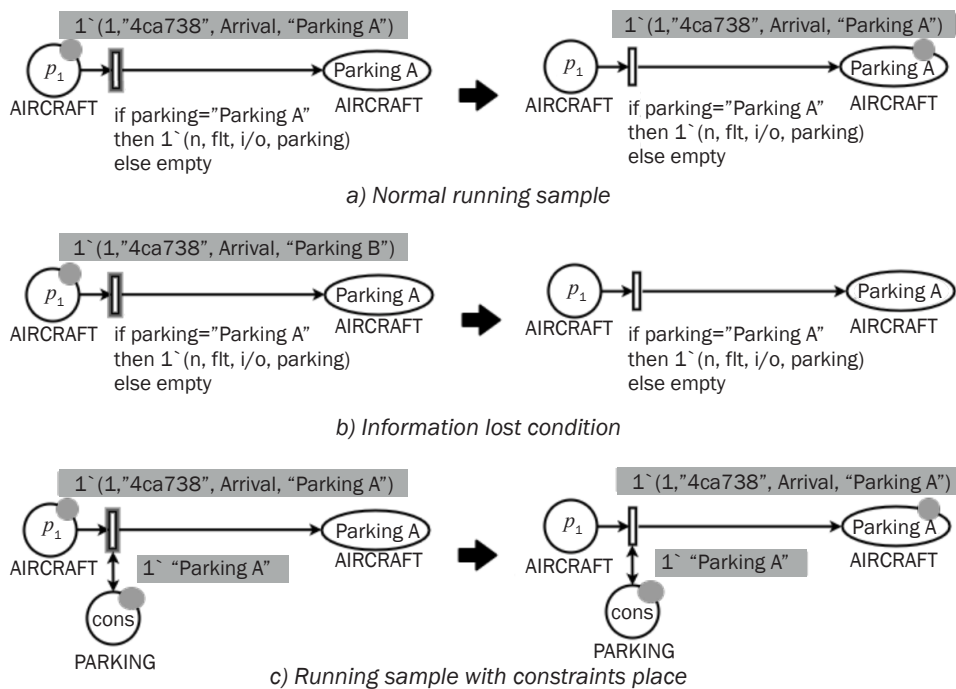 1`(1,”4ca738”, Arrival, “Parking A”)
p1
Parking A
AIRCRAFT
AIRCRAFT
if parking=”Parking A”
then 1`(n, flt, i/o, parking)
else empty
1`(1,”4ca738”, Arrival, “Parking A”)
p1
Parking A
AIRCRAFT
AIRCRAFT
if parking=”Parking A”
then 1`(n, flt, i/o, parking)
else empty
a) Normal running sample
1`(1,”4ca738”, Arrival, “Parking B”)
p1
Parking A
AIRCRAFT
AIRCRAFT
if parking=”Parking A”
then 1`(n, flt, i/o, parking)
else empty
p1
Parking A
AIRCRAFT
AIRCRAFT
if parking=”Parking A”
then 1`(n, flt, i/o, parking)
else empty
b) Information lost condition
1`(1,”4ca738”, Arrival, “Parking A”)
p1
Parking A
AIRCRAFT
AIRCRAFT
1` “Parking A”
cons
PARKING
1`(1,”4ca738”, Arrival, “Parking A”)
p1
Parking A
AIRCRAFT
AIRCRAFT
1` “Parking A”
cons
PARKING
c) Running sample with constraints place